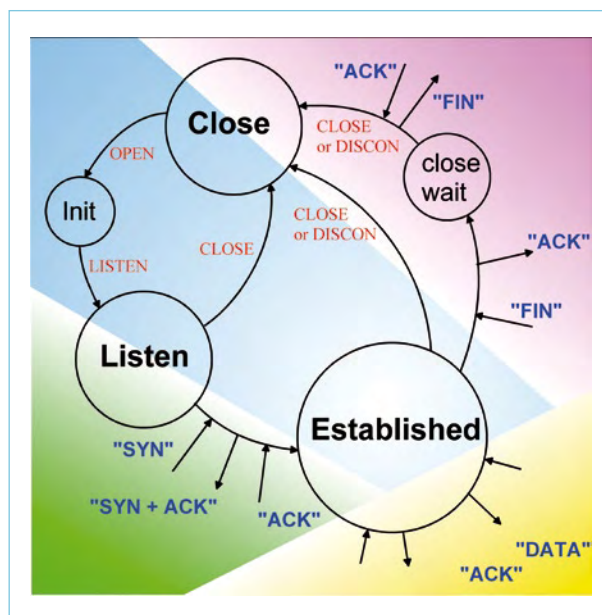 "ACK"
"FIN"
Close
CLOSE
or DISCON
close
wait
OPEN
Init
CLOSE
or DISCON
CLOSE
"ACK"
LISTEN
"FIN"
Listen
Established
"SYN"
"SYN + ACK"
"ACK"
"DATA"
"ACK"